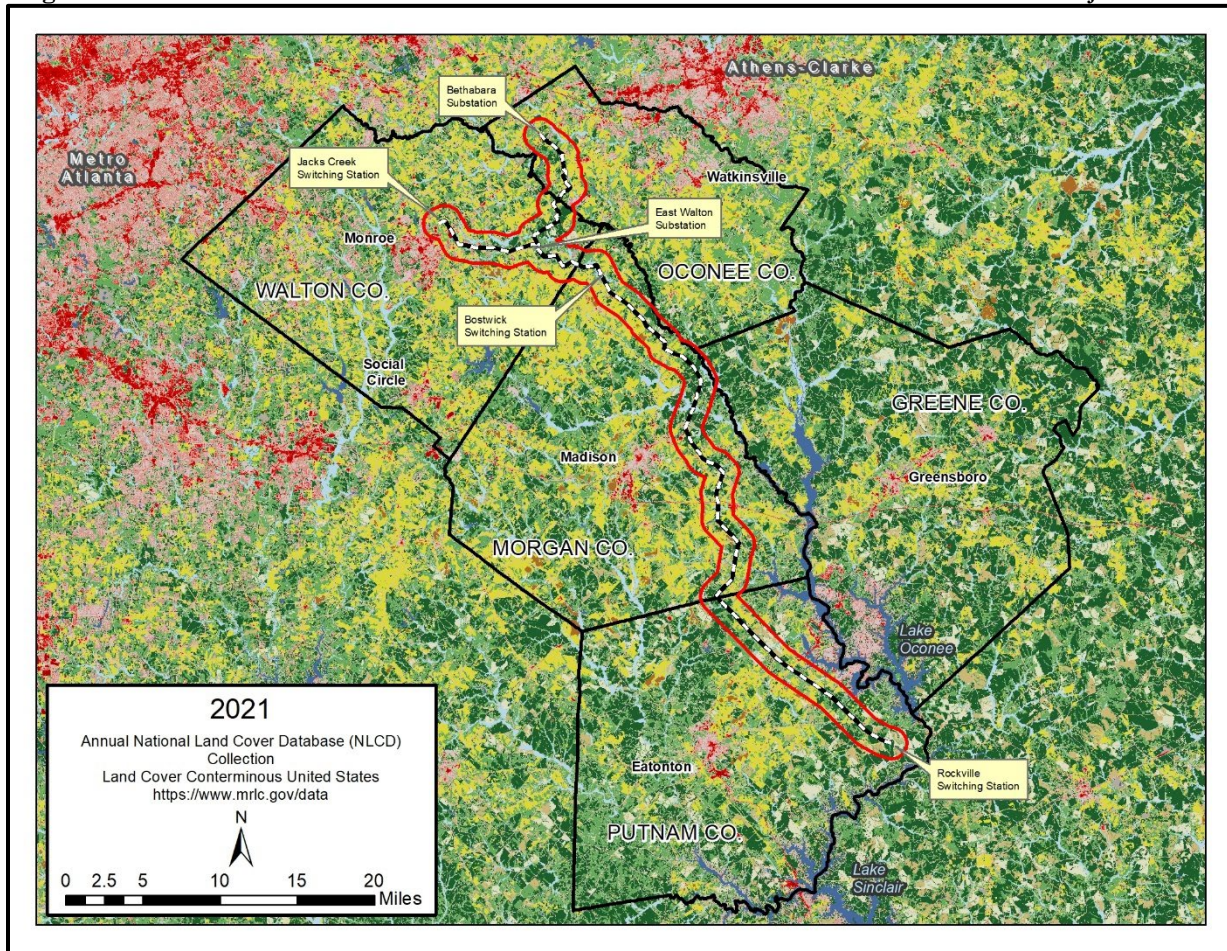 Athens-Clarke
Bethabara
Substation
Metro
Atlanta
Jacks Creek
Switching Station
Watkinsville
East Walton
Substation
Monroe
OCONEE CO.
WALTON CO.
Bostwick
Switching Station
Social
Circle
GREENE CO.
Madison
Greensboro
MORGAN CO.
Lake
Oconee
2021
Annual National Land Cover Database (NLCD)
Collection
Land Cover Conterminous United States
https://www.mrlc.gov/data
N
0 2.5 5 10 15 20
Miles
Eatonton
Rockville
Switching Station
PUTNAM CO.
Lake
Sinclair